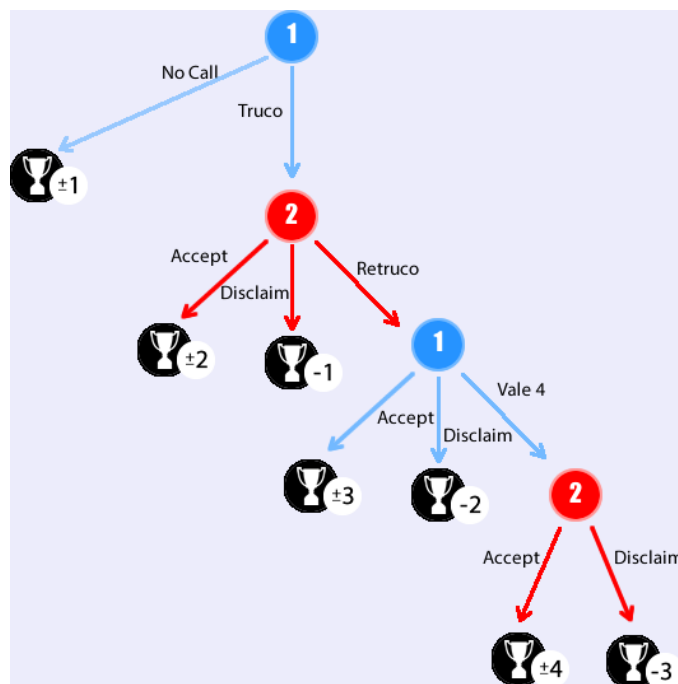 1
No Call
Truco
±1
2
Accept
Disclaim
Retruco
±2
-1
1
Accept
Disclaim
Vale 4
±3
-2
2
Accept
Disclaim
±4
-3